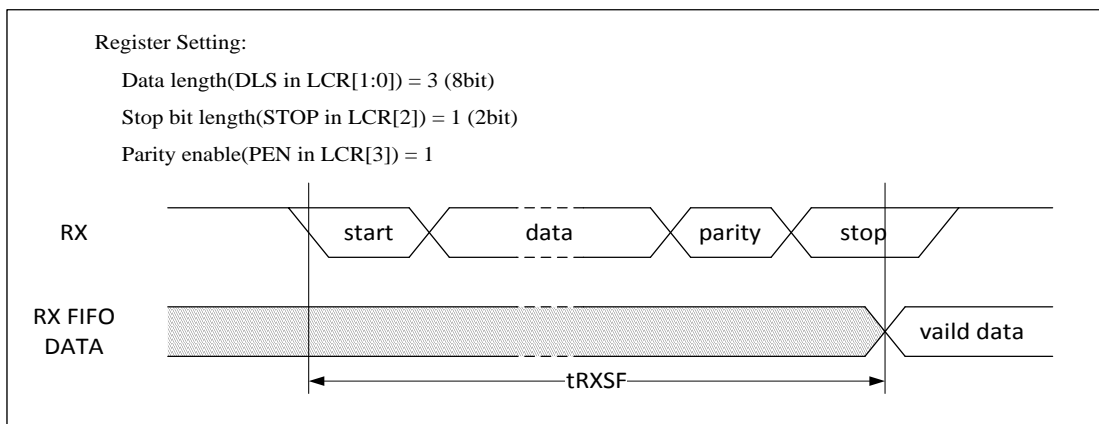 Register Setting:
Data length(DLS in LCR[1:0]) = 3 (8bit)
Stop bit length(STOP in LCR[2]) = 1 (2bit)
Parity enable(PEN in LCR[3]) = 1
RX
start
data
parity
stop
RX FIFO
DATA
vaild data
tRXSF